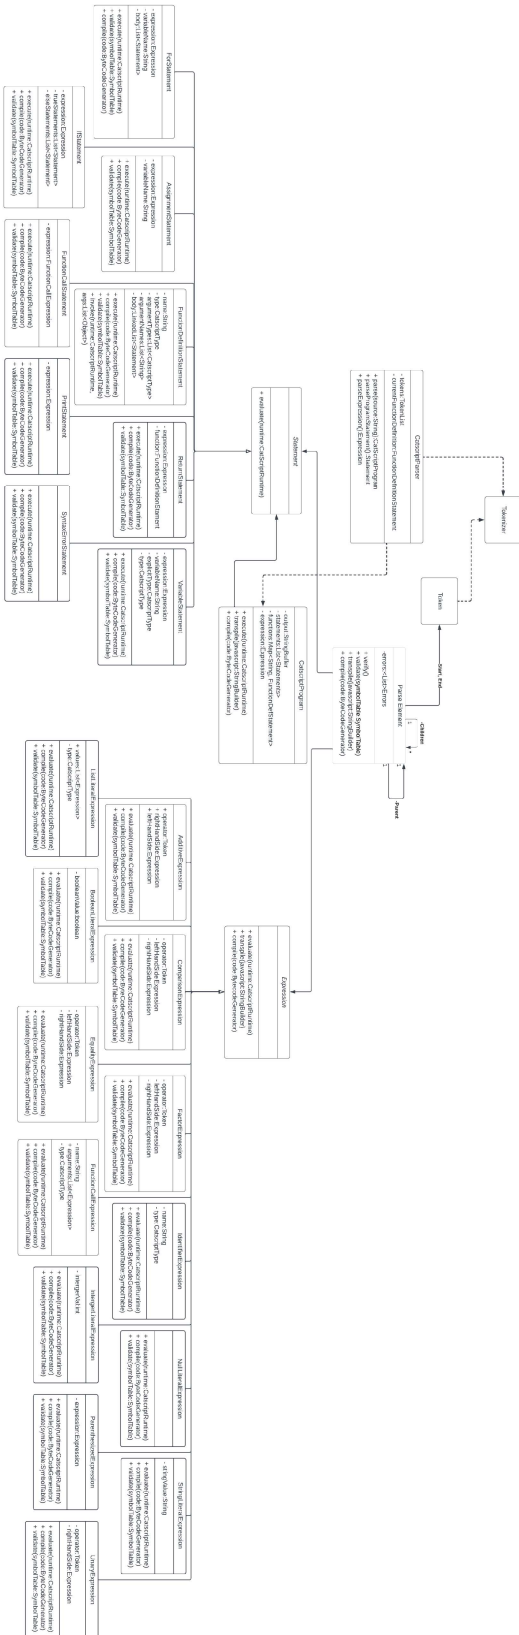 Tokenizer
CatscriptParser
- tokens:TokenList
- currentFunctionDefinition:FunctionDefinitionStatement
+ parse(source:String):CatScriptProgram
+ parseProgramStatement():Statement
+ parseExpression():Expression
Token
-Start, End-
Parse Element
-errors:<List>Errors
+ verify()
+ validate(symbolTable:SymbolTable)
+ transpile(javascript:StringBuilder)
+ compile(code:ByteCodeGenerator)
-Children
1
*
-Parent
1
Statement
+ evaluate(runtime:CatScriptRuntime)
CatscriptProgram
- output:StringBuffer
- statements:List<Statements>
- functions:Map<String, FunctionDefStatement>
- expression:Expression
+ execute(runtime:CatscriptRuntime)
+ transpile(javascript:StringBuilder)
+ compile(code:ByteCodeGenerator)
Expression
+ evaluate(runtime:CatscriptRuntime)
+ transpile(javascript:StringBuilder)
+ compile(code:BytecodeGenerator)
ForStatement
- expression:Expression
- variableName:String
- body:List<Statement>
+ execute(runtime:CatscriptRuntime)
+ validate(symbolTable:SymbolTable)
+ compile(code:ByteCodeGenerator)
AssignmentStatement
- expression:Expression
- variableName:String
+ execute(runtime:CatscriptRuntime)
+ compile(code:ByteCodeGenerator)
+ validate(symbolTable:SymbolTable)
FunctionDefinitionStatement
- name:String
- type:CatscriptType
- argumentTypes:List<CatscriptType>
- argumentNames:List<String>
- body:LinkedList<Statement>
+ execute(runtime:CatscriptRuntime)
+ compile(code:ByteCodeGenerator)
+ validate(symbolTable:SymbolTable)
+ invoke(runtime:CatscriptRuntime,
args:List<Object>)
ReturnStatement
- expression:Expression
- function:FunctionDefinitionStament
+ execute(runtime:CatscriptRuntime)
+ compile(code:ByteCodeGenerator)
+ validate(symbolTable:SymbolTable)
VariableStatement:
- expression:Expression
- variableName:String
- explicitType:CatscriptType
- type:CatscriptType
+ execute(runtime:CatscriptRuntime)
+ compile(code:ByteCodeGenerator)
+ validate(symbolTable:SymbolTable)
AdditiveExpression
+ operator:Token
+ rightHandSide:Expression
+ leftHandSide:Expression
+ evaluate(runtime:CatscriptRuntime)
+ compile(code:ByteCodeGenerator)
+ validate(symbolTable:SymbolTable)
ComparisonExpression
- operator:Token
- leftHandSide:Expression
- rightHandSide:Expression
+ evaluate(runtime:CatscriptRuntime)
+ compile(code:ByteCodeGenerator)
+ validate(symbolTable:SymbolTable)
FactorExpression
- operator:Token
- leftHandSide:Expression
- rightHandSide:Expression
+ evaluate(runtime:CatscriptRuntime)
+ compile(code:ByteCodeGenerator)
+ validate(symbolTable:SymbolTable)
IdentifierExpression
- name:String
- type:CatscriptType
+ evaluate(runtime:CatscriptRuntime)
+ compile(code:ByteCodeGenerator)
+ validate(symbolTable:SymbolTable)
NullLiteralExpression
+ evaluate(runtime:CatscriptRuntime)
+ compile(code:ByteCodeGenerator)
+ validate(symbolTable:SymbolTable)
StringLiteralExpression
- stringValue:String
+ evaluate(runtime:CatscriptRuntime)
+ compile(code:ByteCodeGenerator)
+ validate(symbolTable:SymbolTable)
IfStatement
- expression:Expression
- trueStatements:List<Statement>
- elseStatements:List<Statement>
+ execute(runtime:CatscriptRuntime)
+ compile(code:ByteCodeGenerator)
+ validate(symbolTable:SymbolTable)
FunctionCallStatement
- expression:FunctionCallExpression
+ execute(runtime:CatscriptRuntime)
+ compile(code:ByteCodeGenerator)
+ validate(symbolTable:SymbolTable)
PrintStatement
- expression:Expression
+ execute(runtime:CatscriptRuntime)
+ compile(code:ByteCodeGenerator)
+ validate(symbolTable:SymbolTable)
SyntaxErrorStatement
+ execute(runtime:CatscriptRuntime)
+ compile(code:ByteCodeGenerator)
+ validate(symbolTable:SymbolTable)
ListLiteralExpression
+ values:List<Expression>
- type:CatscriptType
+ evaluate(runtime:CatscriptRuntime)
+ compile(code:ByteCodeGenerator)
+ validate(symbolTable:SymbolTable)
BooleanLiteralExpression
- booleanValue:boolean
+ evaluate(runtime:CatscriptRuntime)
+ compile(code:ByteCodeGenerator)
+ validate(symbolTable:SymbolTable)
EqualityExpression
- operator:Token
- leftHandSide:Expression
- rightHandSide:Expression
+ evaluate(runtime:CatscriptRuntime)
+ compile(code:ByteCodeGenerator)
+ validate(symbolTable:SymbolTable)
FunctionCallExpression
- name:String
+ arguments:List<Expression>
- type:CatscriptType
+ evaluate(runtime:CatscriptRuntime)
+ compile(code:ByteCodeGenerator)
+ validate(symbolTable:SymbolTable)
IntergerLiteralExpression
- intergerVal:int
+ evaluate(runtime:CatscriptRuntime)
+ compile(code:ByteCodeGenerator)
+ validate(symbolTable:SymbolTable)
ParenthesizedExpression
- expression:Expression
+ evaluate(runtime:CatscriptRuntime)
+ compile(code:ByteCodeGenerator)
+ validate(symbolTable:SymbolTable)
UnaryExpression
- operator:Token
- rightHandSide:Expression
+ evaluate(runtime:CatscriptRuntime)
+ compile(code:ByteCodeGenerator)
+ validate(symbolTable:SymbolTable)